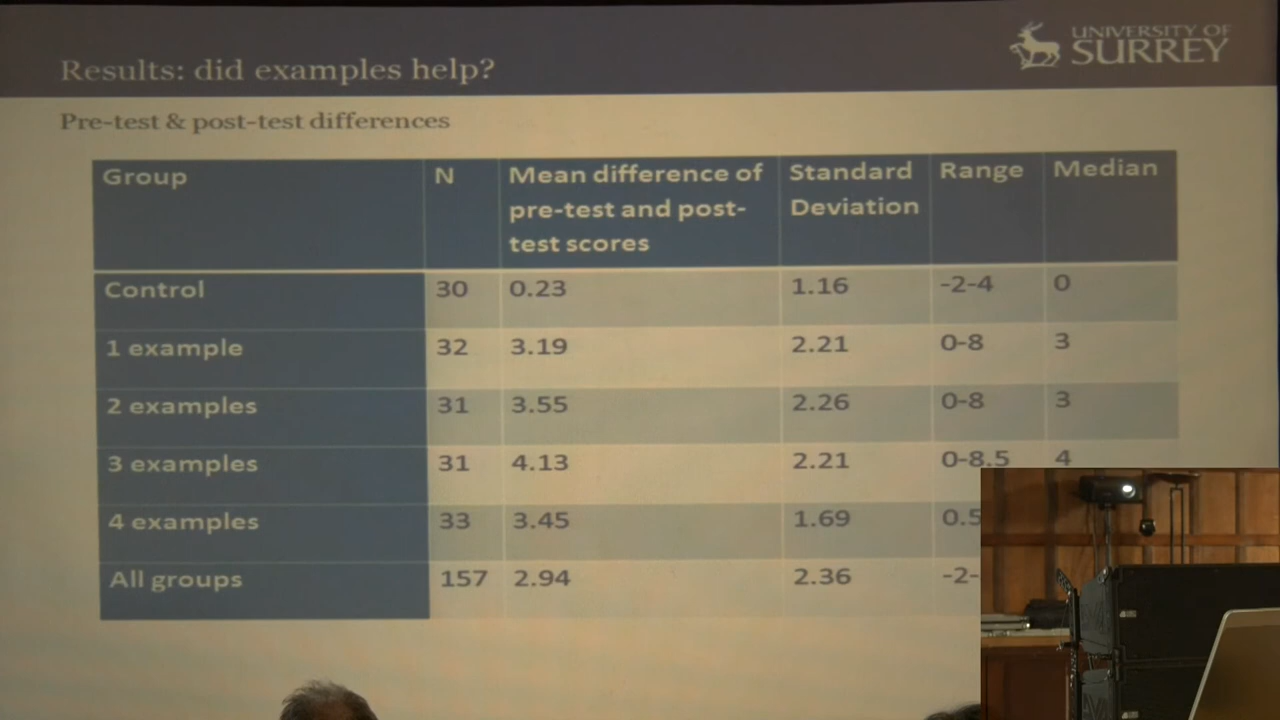 UNIVERSITY OF
SURREY
Results: did examples help?
Pre-test & post-test differences
Group N Mean difference of Standard Range Median
pre-test and post- Deviation
test scores
Control 30 0.23 1.16 -2-4 0
1 example 32 3.19 2.21 0-8 3
2 examples 31 3.55 2.26 0-8 3
3 examples 31 4.13 2.21 0-8.5 4
4 examples 33 3.45 1.69 0.5
All groups 157 2.94 2.36 -2-